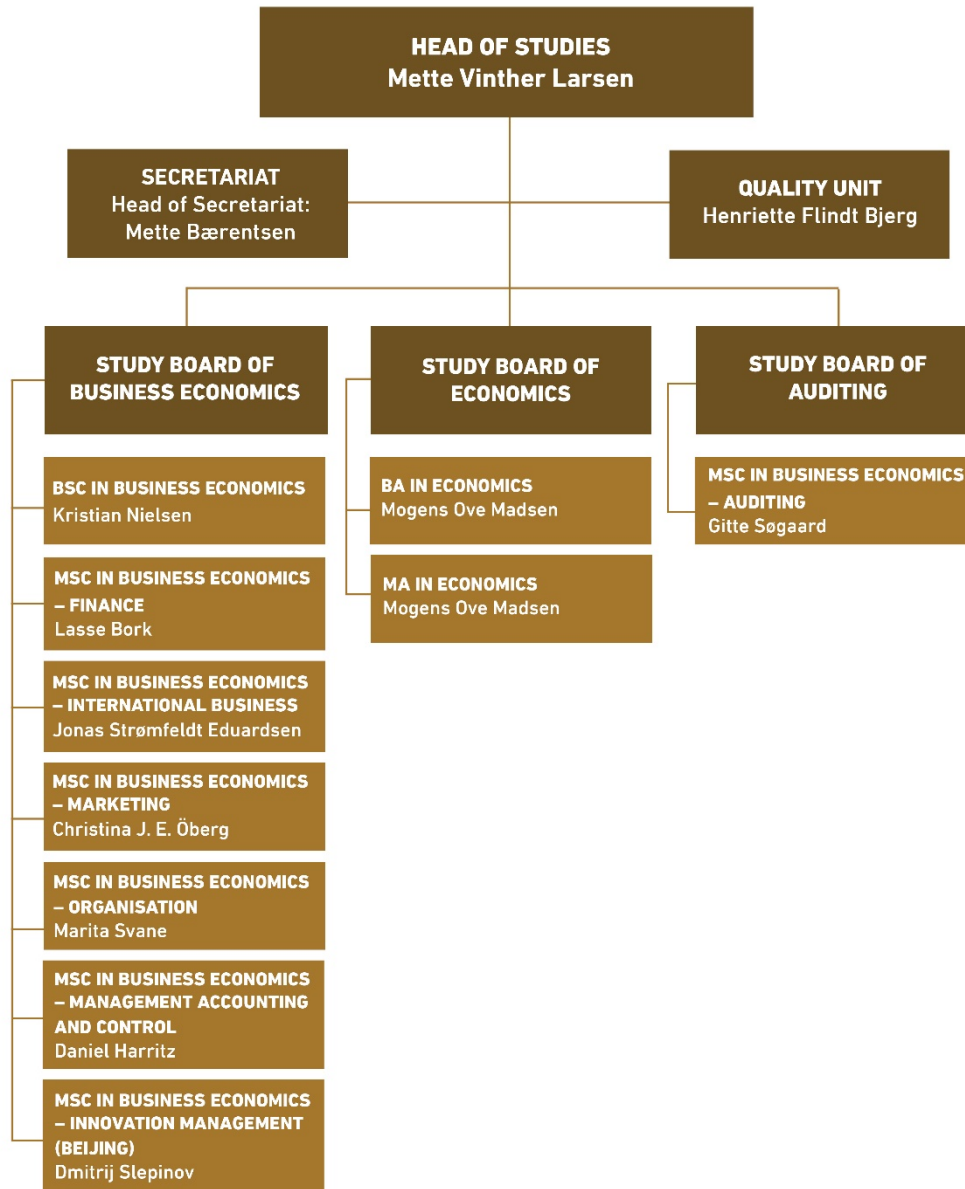 HEAD OF STUDIES
Mette Vinther Larsen
SECRETARIAT
Head of Secretariat:
Mette Bærentsen
QUALITY UNIT
Henriette Flindt Bjerg
STUDY BOARD OF
BUSINESS ECONOMICS
STUDY BOARD OF
ECONOMICS
STUDY BOARD OF
AUDITING
BSC IN BUSINESS ECONOMICS
Kristian Nielsen
MSC IN BUSINESS ECONOMICS
– FINANCE
Lasse Bork
MSC IN BUSINESS ECONOMICS
– INTERNATIONAL BUSINESS
Jonas Strømfeldt Eduardsen
MSC IN BUSINESS ECONOMICS
– MARKETING
Christina J. E. Öberg
MSC IN BUSINESS ECONOMICS
– ORGANISATION
Marita Svane
MSC IN BUSINESS ECONOMICS
– MANAGEMENT ACCOUNTING
AND CONTROL
Daniel Harritz
MSC IN BUSINESS ECONOMICS
– INNOVATION MANAGEMENT
(BEIJING)
Dmitrij Slepinov
BA IN ECONOMICS
Mogens Ove Madsen
MA IN ECONOMICS
Mogens Ove Madsen
MSC IN BUSINESS ECONOMICS
– AUDITING
Gitte Søgaard